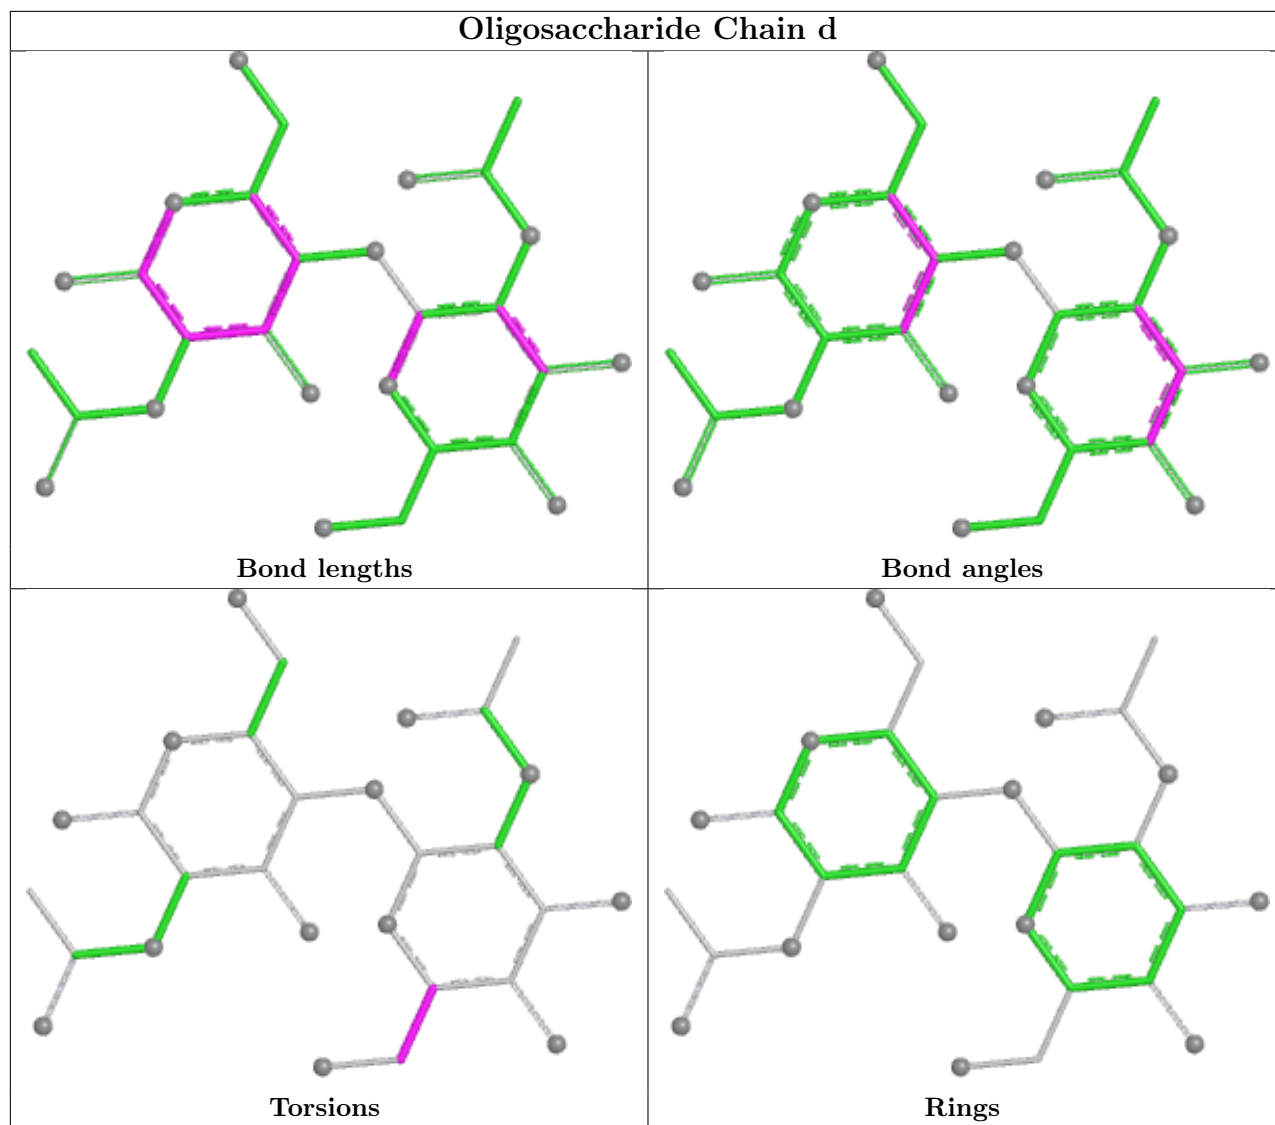 Oligosaccharide Chain d
Bond lengths
Bond angles
Torsions
Rings